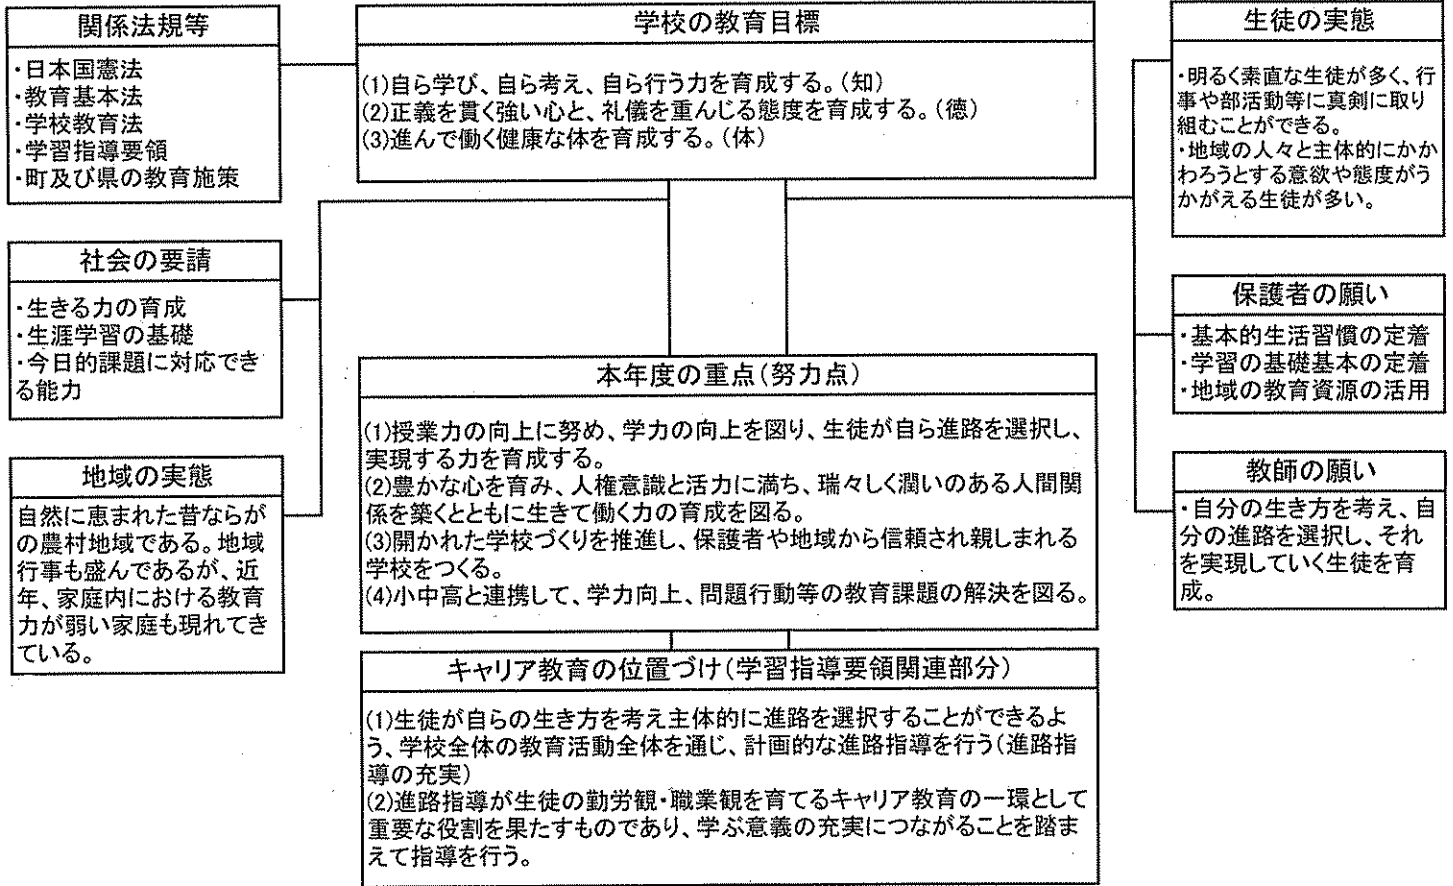 関係法規等
・日本国憲法
・教育基本法
・学校教育法
・学習指導要領
・町及び県の教育施策
学校の教育目標
(1)自ら学び、自ら考え、自ら行う力を育成する。(知)
(2)正義を貫く強い心と、礼儀を重んじる態度を育成する。(徳)
(3)進んで働く健康な体を育成する。(体)
生徒の実態
・明るく素直な生徒が多く、行
事や部活動等に真剣に取り
組むことができる。
・地域の人々と主体的にかか
わろうとする意欲や態度がう
かがえる生徒が多い。
社会の要請
・生きる力の育成
・生涯学習の基礎
・今日的課題に対応でき
る能力
保護者の願い
・基本的生活習慣の定着
・学習の基礎基本の定着
・地域の教育資源の活用
本年度の重点(努力点)
(1)授業力の向上に努め、学力の向上を図り、生徒が自ら進路を選択し、
実現する力を育成する。
(2)豊かな心を育み、人権意識と活力に満ち、瑞々しく潤いのある人間関
係を築くとともに生きて働く力の育成を図る。
(3)開かれた学校づくりを推進し、保護者や地域から信頼され親しまれる
学校をつくる。
(4)小中高と連携して、学力向上、問題行動等の教育課題の解決を図る。
地域の実態
自然に恵まれた昔ならが
の農村地域である。地域
行事も盛んであるが、近
年、家庭内における教育
力が弱い家庭も現れてき
ている。
教師の願い
・自分の生き方を考え、自
分の進路を選択し、それ
を実現していく生徒を育
成。
キャリア教育の位置づけ(学習指導要領関連部分)
(1)生徒が自らの生き方を考え主体的に進路を選択することができるよ
う、学校全体の教育活動全体を通じ、計画的な進路指導を行う(進路指
導の充実)
(2)進路指導が生徒の勤労観・職業観を育てるキャリア教育の一環として
重要な役割を果たすものであり、学ぶ意義の充実につながることを踏ま
えて指導を行う。